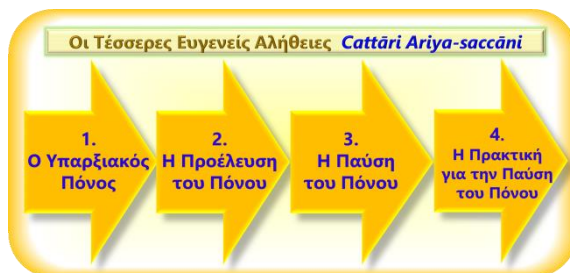 Οι Τέσσερες Ευγενείς Αλήθειες Cattāri Ariya-saccāni
1.
Ο Υπαρξιακός
Πόνος
2.
Η Προέλευση
του Πόνου
3.
Η Παύση
του Πόνου
4.
Η Πρακτική
για την Παύση
του Πόνου